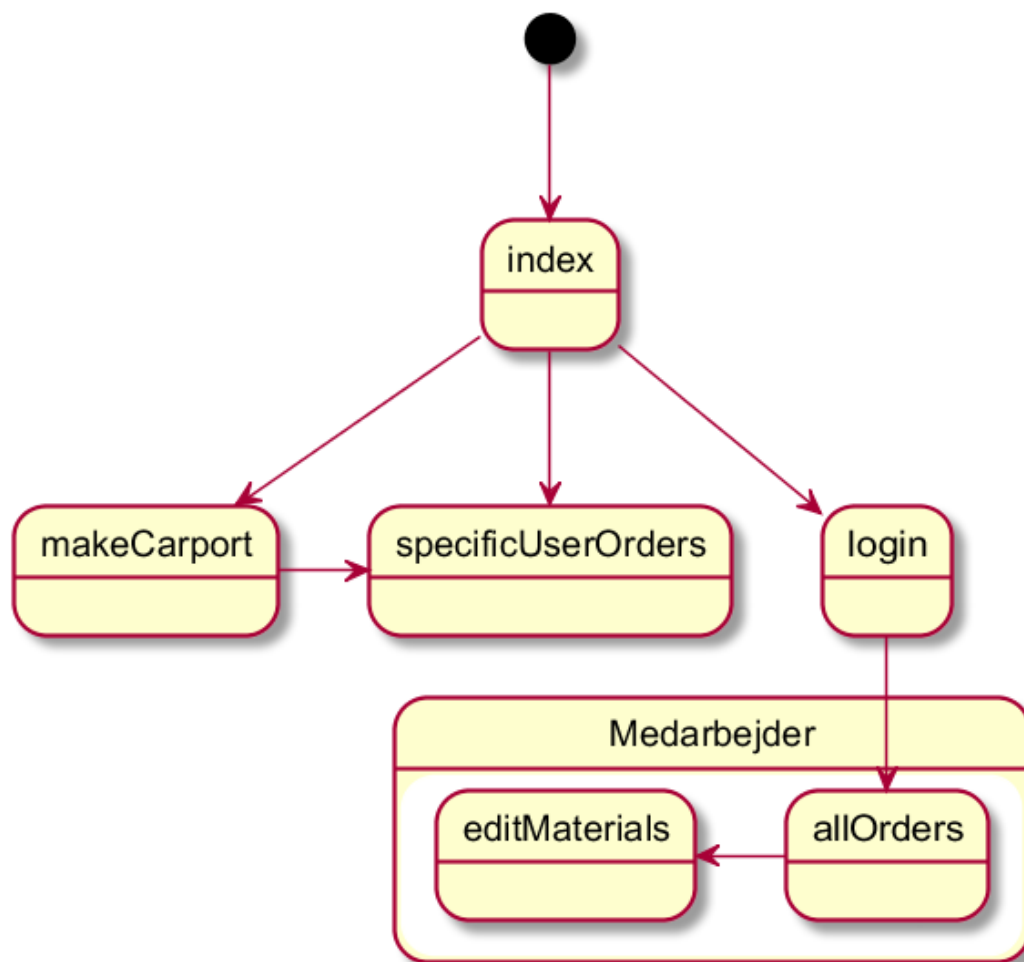 index
makeCarport
specificUserOrders
login
Medarbejder
editMaterials
allOrders